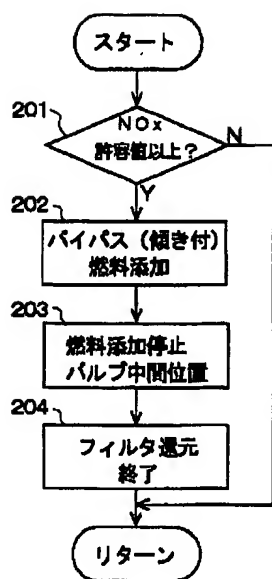 スタート
201
NOx
許容値以上？
N
Y
202
バイパス（傾き付）
燃料添加
203
燃料添加停止
バルブ中間位置
204
フィルタ還元
終了
リターン